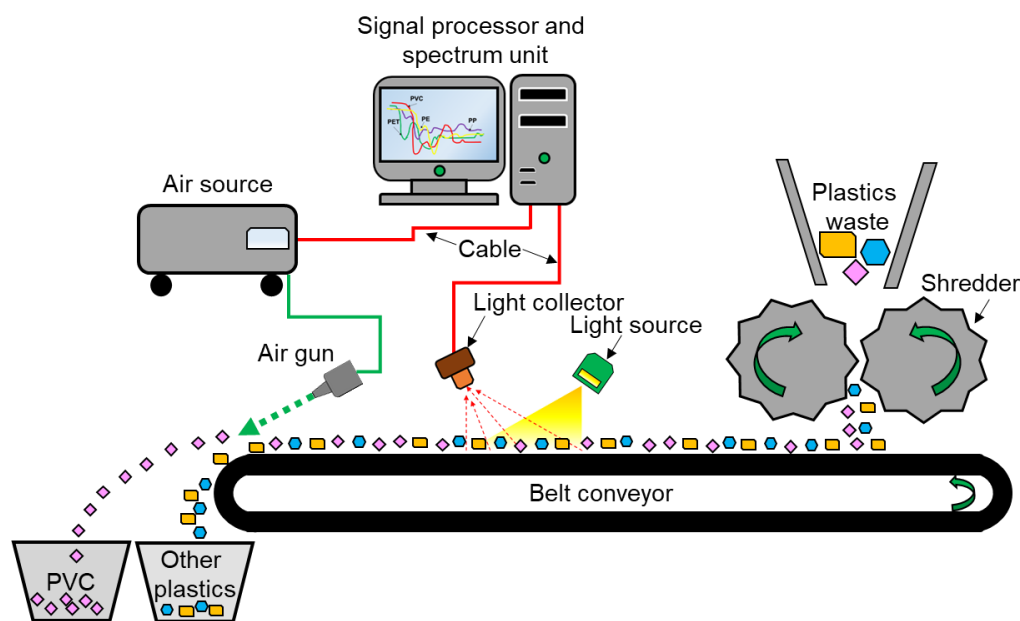 Signal processor and
spectrum unit
PVC
PET
PE
PP
Air source
Cable
Plastics
waste
Shredder
Light collector
Light source
Air gun
Belt conveyor
PVC
Other
plastics